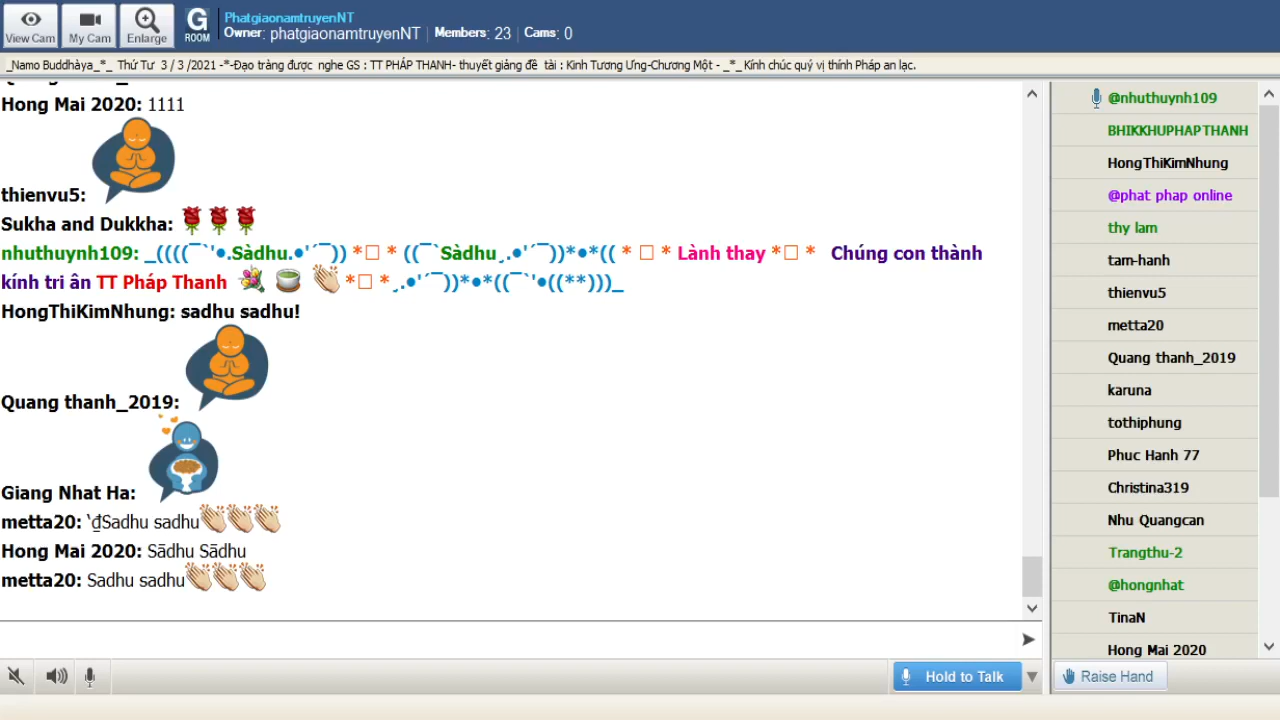 View Cam
My Cam
Enlarge
G
ROOM
PhatgiaonamtruyenNT
Owner: phatgiaonamtruyenNT | Members: 23 | Cams: 0
_Namo Buddhàya_*_ Thứ Tư 3 / 3 /2021 -*-Đạo tràng được nghe GS : TT PHÁP THANH- thuyết giảng đề tài : Kinh Tương Ưng-Chương Một - _*_ Kính chúc quý vị thính Pháp an lạc.
Hong Mai 2020: 1111
thienvu5:
Sukha and Dukkha:
nhuthuynh109: _((((¯`'●.Sàdhu.●'´¯)) *□ * ((¯`Sàdhu¸.●'´¯))*●*(( * □ * Lành thay *□ * Chúng con thành
kính tri ân TT Pháp Thanh *□ *¸.●'´¯))*●*((¯`'●((**)))_
HongThiKimNhung: sadhu sadhu!
Quang thanh_2019:
Giang Nhat Ha:
metta20: ‘₫Sadhu sadhu
Hong Mai 2020: Sādhu Sādhu
metta20: Sadhu sadhu
@nhuthuynh109
BHIKKHUPHAPTHANH
HongThiKimNhung
@phat phap online
thy lam
tam-hanh
thienvu5
metta20
Quang thanh_2019
karuna
tothiphung
Phuc Hanh 77
Christina319
Nhu Quangcan
Trangthu-2
@hongnhat
TinaN
Hong Mai 2020
Hold to Talk
Raise Hand